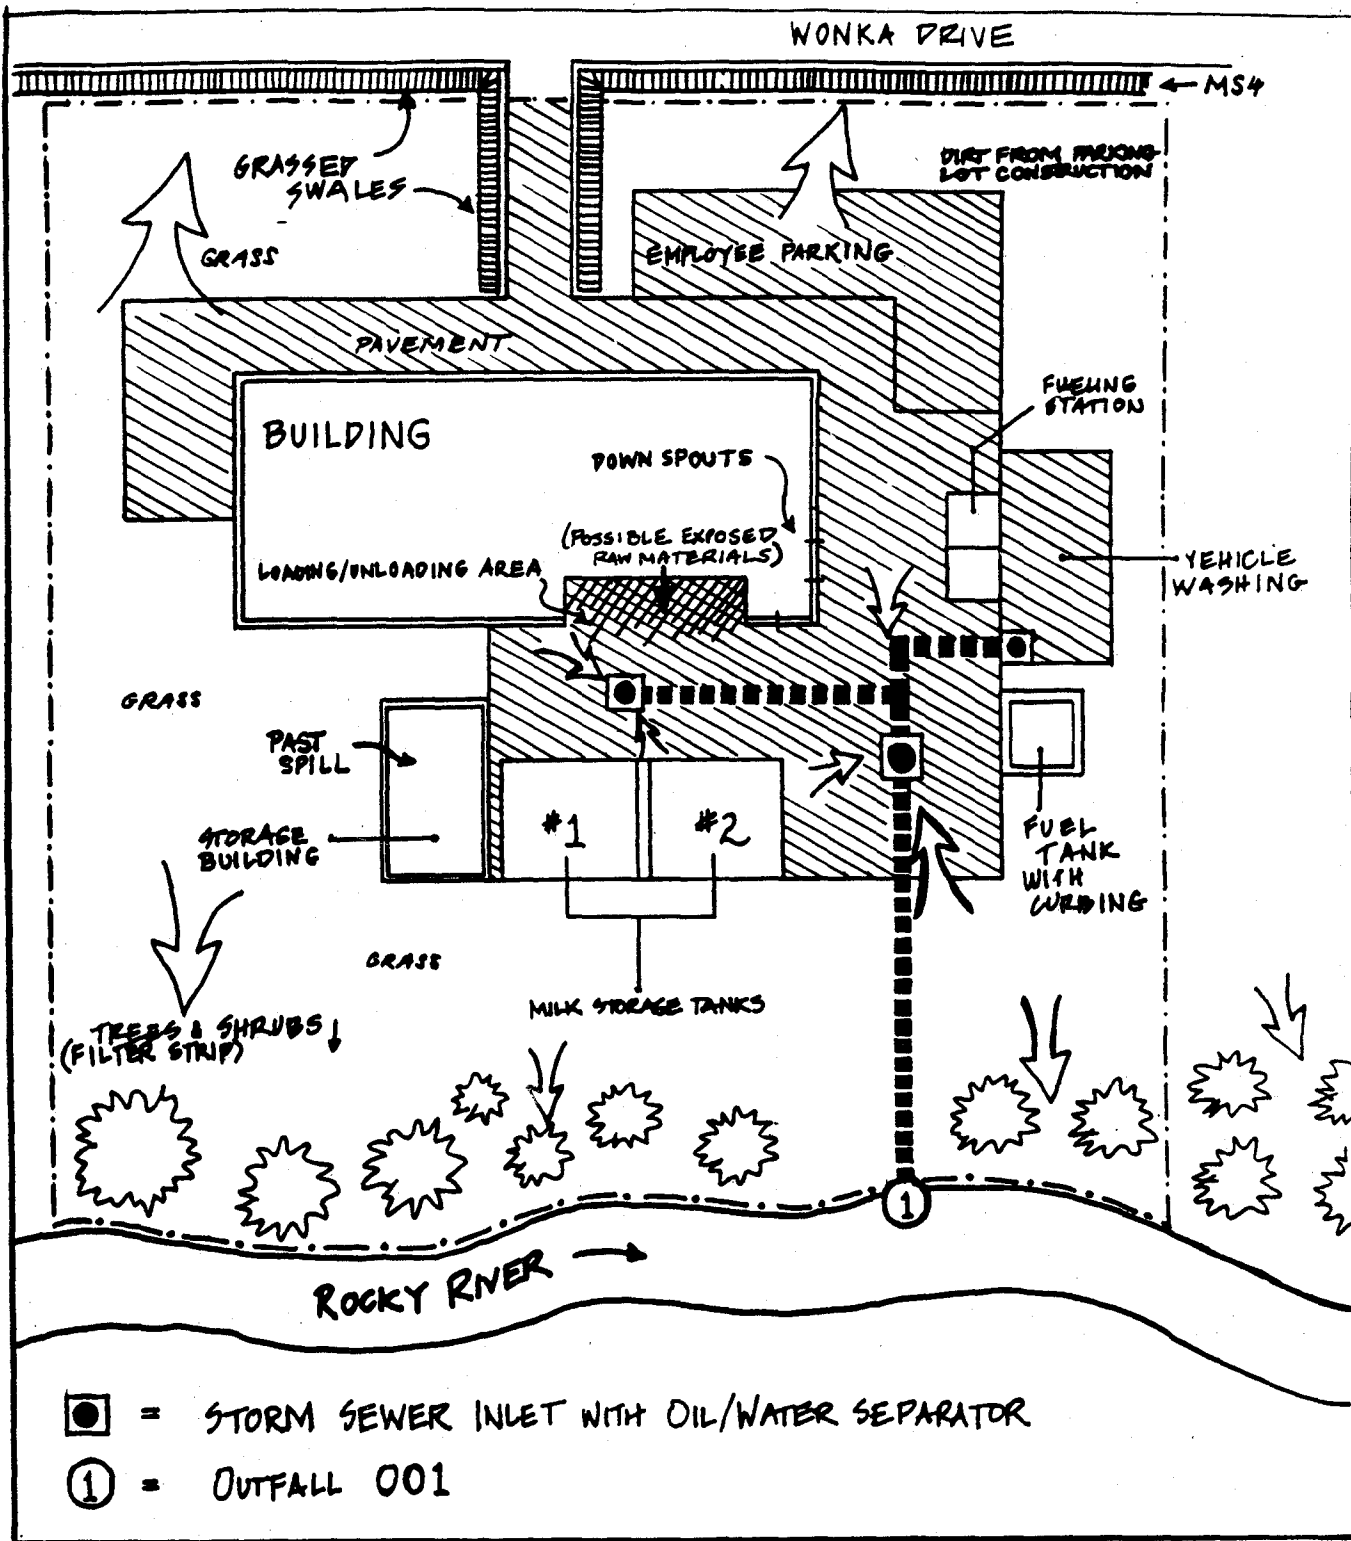 WONKA DRIVE
MS4
GRASSED
SWALES
DIRT FROM PARKING
LOT CONSTRUCTION
GRASS
EMPLOYEE PARKING
PAVEMENT
FUELING
STATION
BUILDING
DOWN SPOUTS
(POSSIBLE EXPOSED
RAW MATERIALS)
LOADING/UNLOADING AREA
VEHICLE
WASHING
GRASS
PAST
SPILL
STORAGE
BUILDING
#1
#2
FUEL
TANK
WITH
CURBING
GRASS
MILK STORAGE TANKS
TREES & SHRUBS
(FILTER STRIP)
1
ROCKY RIVER
= STORM SEWER INLET WITH OIL/WATER SEPARATOR
1 = OUTFALL 001